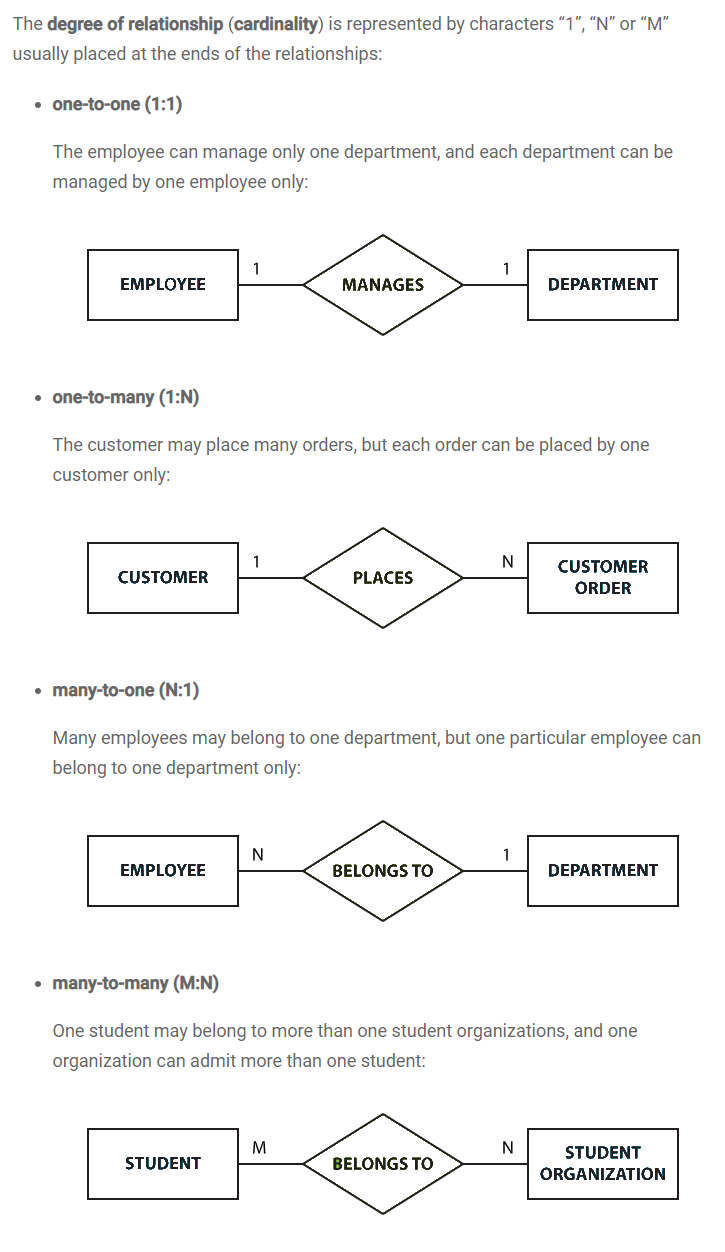 The degree of relationship (cardinality) is represented by characters “1”, “N” or “M”
usually placed at the ends of the relationships:
• one-to-one (1:1)
The employee can manage only one department, and each department can be
managed by one employee only:
EMPLOYEE 1 MANAGES 1 DEPARTMENT
• one-to-many (1:N)
The customer may place many orders, but each order can be placed by one
customer only:
CUSTOMER 1 PLACES N CUSTOMER
ORDER
• many-to-one (N:1)
Many employees may belong to one department, but one particular employee can
belong to one department only:
EMPLOYEE N BELONGS TO 1 DEPARTMENT
• many-to-many (M:N)
One student may belong to more than one student organizations, and one
organization can admit more than one student:
STUDENT M BELONGS TO N STUDENT
ORGANIZATION